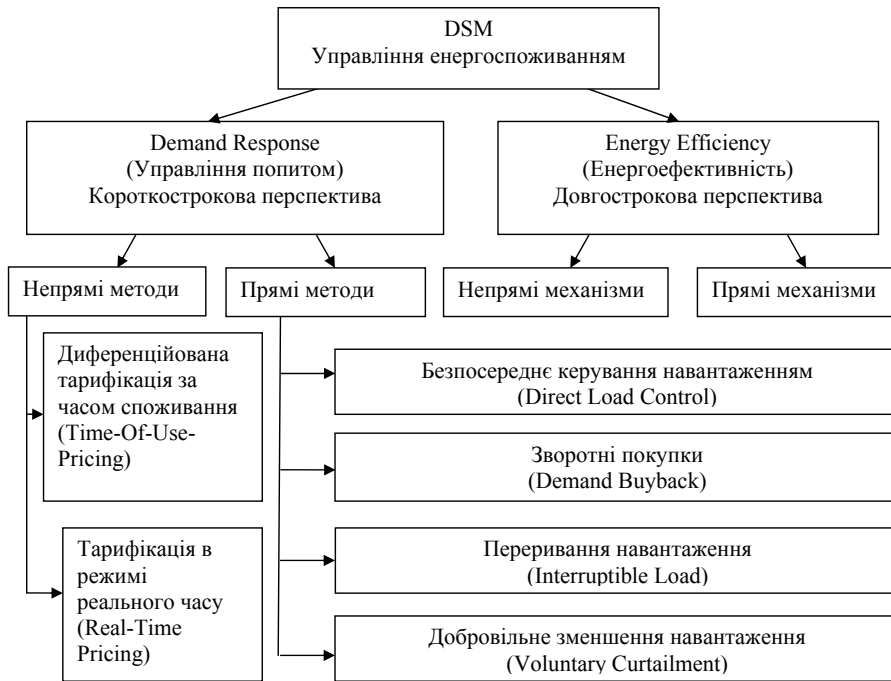 DSM
Управління енергоспоживанням
Demand Response
(Управління попитом)
Короткострокова перспектива
Energy Efficiency
(Енергоефективність)
Довгострокова перспектива
Непрямі методи
Прямі методи
Непрямі механізми
Прямі механізми
Диференційована
тарифікація за
часом споживання
(Time-Of-Use-
Pricing)
Тарифікація в
режимі
реального часу
(Real-Time
Pricing)
Безпосереднє керування навантаженням
(Direct Load Control)
Зворотні покупки
(Demand Buyback)
Переривання навантаження
(Interruptible Load)
Добровільне зменшення навантаження
(Voluntary Curtailment)